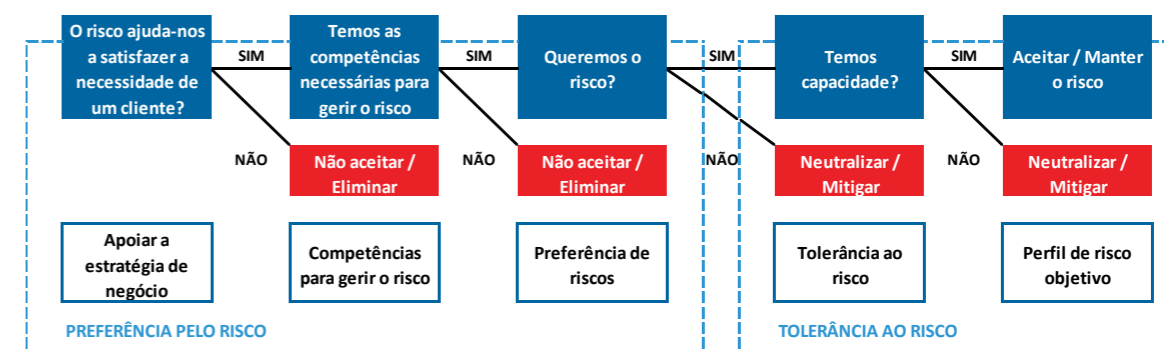 O risco ajuda-nos
a satisfazer a
necessidade de
um cliente?
SIM
Temos as
competências
necessárias para
gerir o risco
SIM
Queremos o
risco?
SIM
Temos
capacidade?
SIM
Aceitar / Manter
o risco
NÃO
Não aceitar /
Eliminar
NÃO
Não aceitar /
Eliminar
NÃO
Neutralizar /
Mitigar
NÃO
Neutralizar /
Mitigar
Apoiar a
estratégia de
negócio
Competências
para gerir o risco
Preferência de
riscos
Tolerância ao
risco
Perfil de risco
objetivo
PREFERÊNCIA PELO RISCO
TOLERÂNCIA AO RISCO